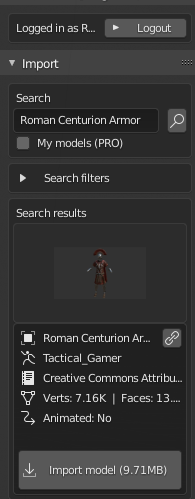 Logged in as R...
Logout
Import
Search
Roman Centurion Armor
My models (PRO)
Search filters
Search results
Roman Centurion Ar...
Tactical_Gamer
Creative Commons Attribu...
Verts: 7.16K | Faces: 13....
Animated: No
Import model (9.71MB)